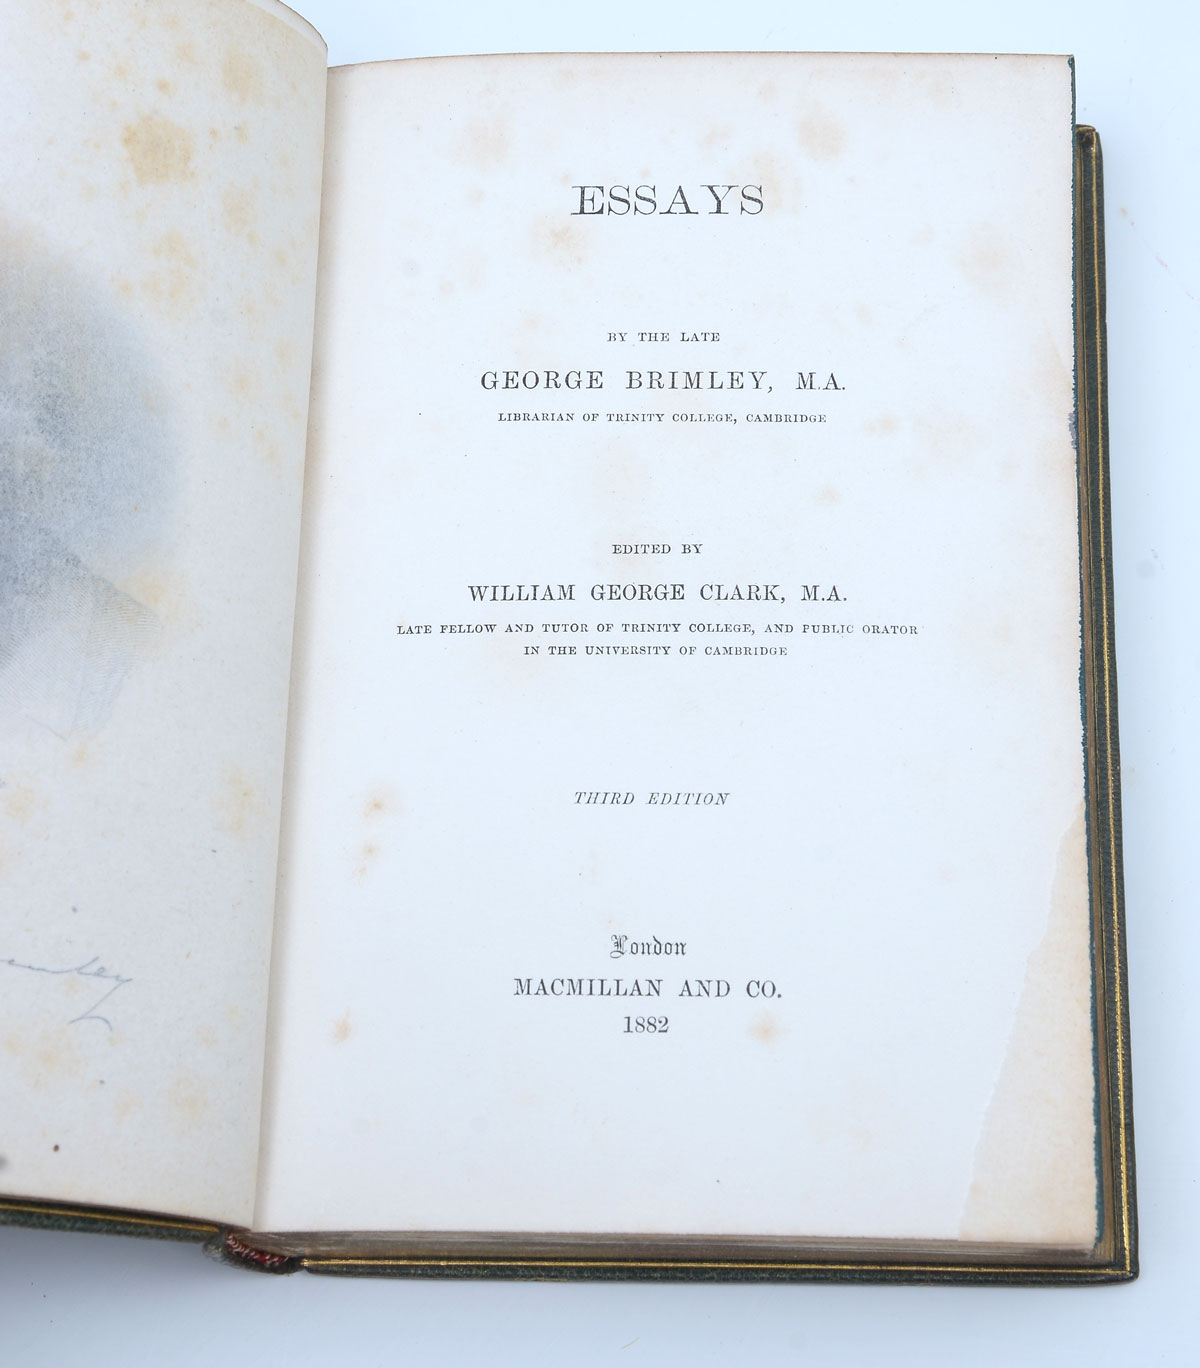 ESSAYS
BY THE LATE
GEORGE BRIMLEY, M.A.
LIBRARIAN OF TRINITY COLLEGE, CAMBRIDGE
EDITED BY
WILLIAM GEORGE CLARK, M.A.
LATE FELLOW AND TUTOR OF TRINITY COLLEGE, AND PUBLIC ORATOR
IN THE UNIVERSITY OF CAMBRIDGE
THIRD EDITION
London
MACMILLAN AND CO.
1882